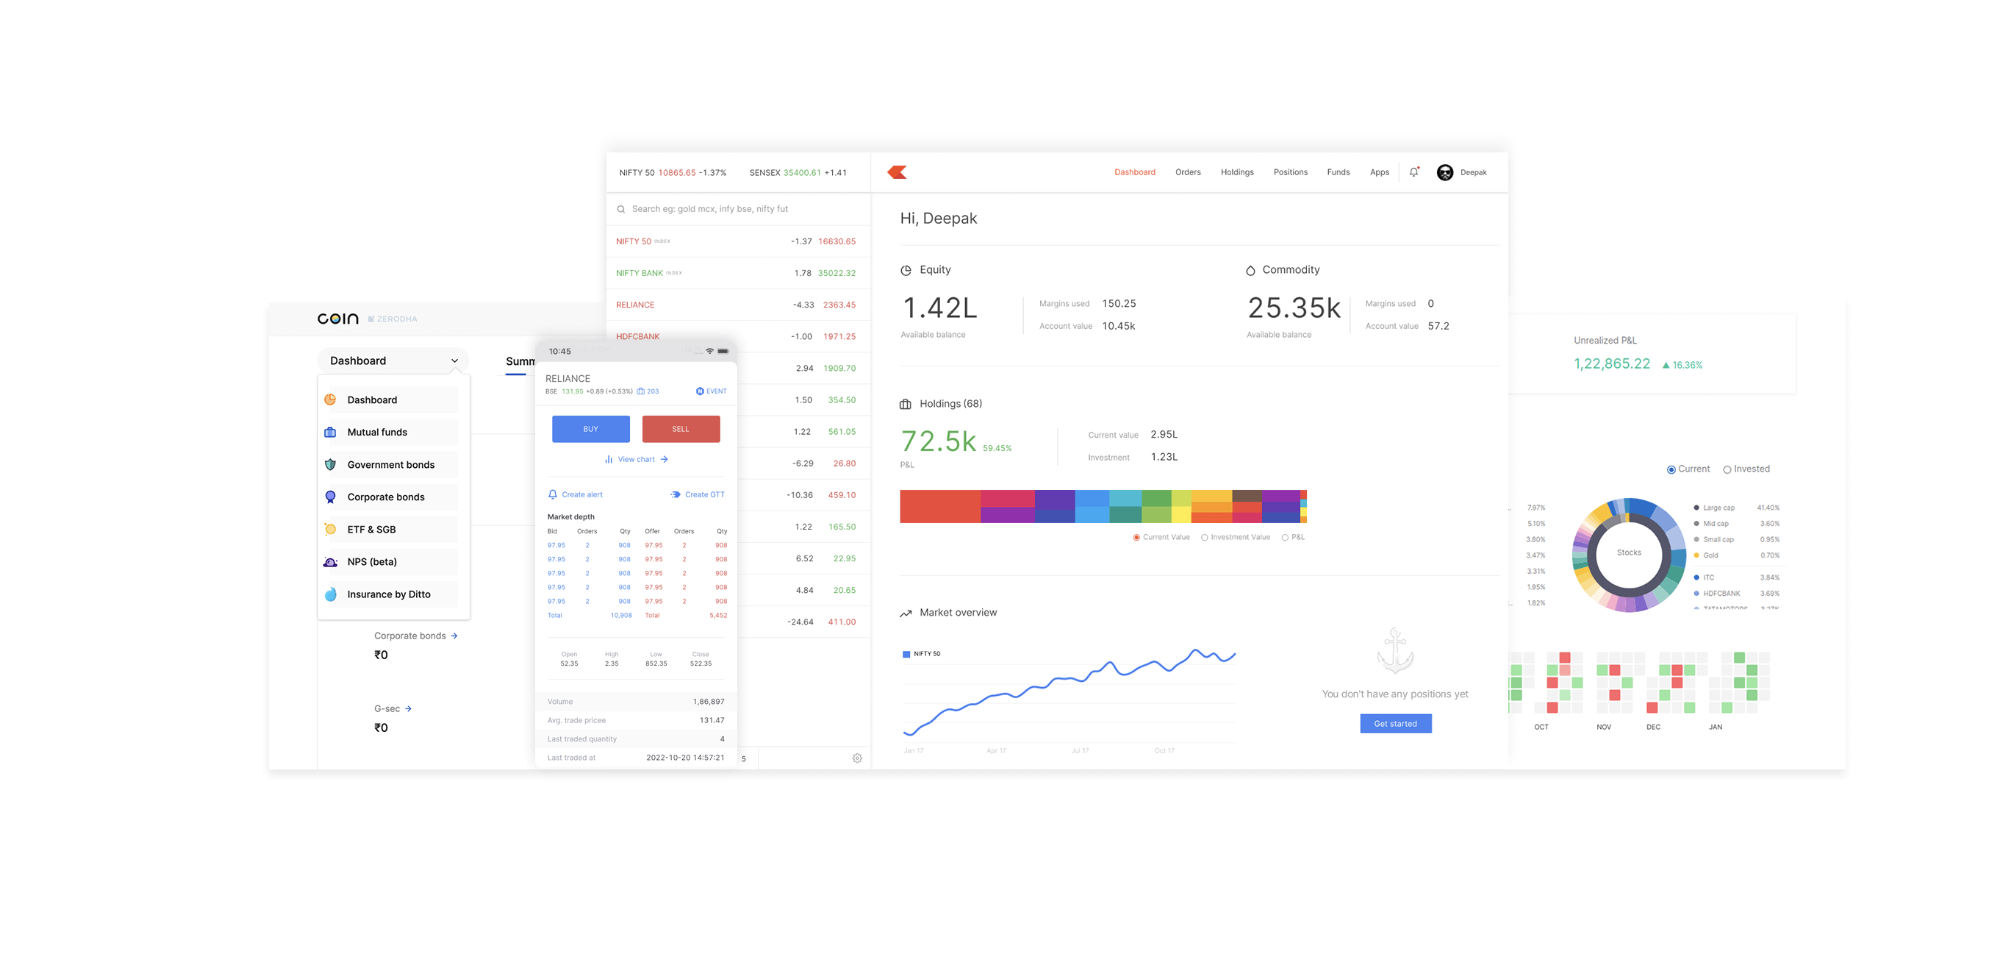 COIN ZERODHA
Dashboard
Summ
Dashboard
Mutual funds
Government bonds
Corporate bonds
ETF & SGB
NPS (beta)
Insurance by Ditto
Corporate bonds →
₹0
G-sec →
₹0
10:45
RELIANCE
BSE 131.95 +0.69 (+0.53%) 203 EVENT
BUY SELL
View chart →
Create alert Create GTT
Market depth
Bid Orders Qty Offer Orders Qty
97.95 2 908 97.95 2 908
97.95 2 908 97.95 2 908
97.95 2 908 97.95 2 908
97.95 2 908 97.95 2 908
97.95 2 908 97.95 2 908
Total 10,908 Total 5,452
Open High Low Close
52.35 2.35 852.35 522.35
Volume 1,86,897
Avg. trade pricee 131.47
Last traded quantity 4
Last traded at 2022-10-20 14:57:21
NIFTY 50 10865.65 -1.37% SENSEX 35400.61 +1.41
Search eg: gold mcx, infy bse, nifty fut
NIFTY 50 INDEX -1.37 16630.65
NIFTY BANK INDEX 1.78 35022.32
RELIANCE -4.33 2363.45
HDFCBANK -1.00 1971.25
2.94 1909.70
1.50 354.50
1.22 561.05
-6.29 26.80
-10.36 459.10
1.22 165.50
6.52 22.95
4.84 20.65
-24.64 411.00
5
Dashboard Orders Holdings Positions Funds Apps Deepak
Hi, Deepak
Equity
1.42L
Available balance
Margins used 150.25
Account value 10.45k
Commodity
25.35k
Available balance
Margins used 0
Account value 57.2
Holdings (68)
72.5k 59.45%
P&L
Current value 2.95L
Investment 1.23L
Current Value Investment Value P&L
Market overview
NIFTY 50
Jan 17 Apr 17 Jul 17 Oct 17
You don't have any positions yet
Get started
Unrealized P&L
1,22,865.22 ▲ 16.36%
Current Invested
7.97%
5.10%
3.80%
3.47%
3.31%
1.95%
1.82%
Stocks
Large cap 41.40%
Mid cap 3.60%
Small cap 0.95%
Gold 0.70%
ITC 3.84%
HDFCBANK 3.69%
OCT NOV DEC JAN